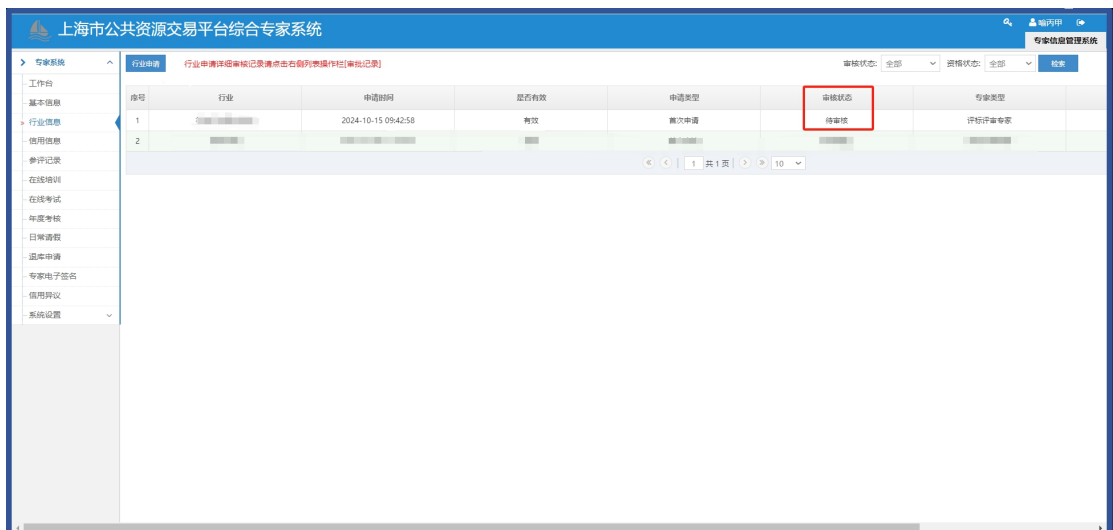 上海市公共资源交易平台综合专家系统
喻丙甲
专家信息管理系统
专家系统
行业申请 行业申请详细审核记录请点击右侧列表操作栏[审批记录] 审核状态: 全部 资格状态: 全部 检索
工作台
基本信息
行业信息
信用信息
参评记录
在线培训
在线考试
年度考核
日常请假
退库申请
专家电子签名
信用异议
系统设置
序号 行业 申请时间 是否有效 申请类型 审核状态 专家类型
1 2024-10-15 09:42:58 有效 首次申请 待审核 评标评审专家
2
1 共1页 10